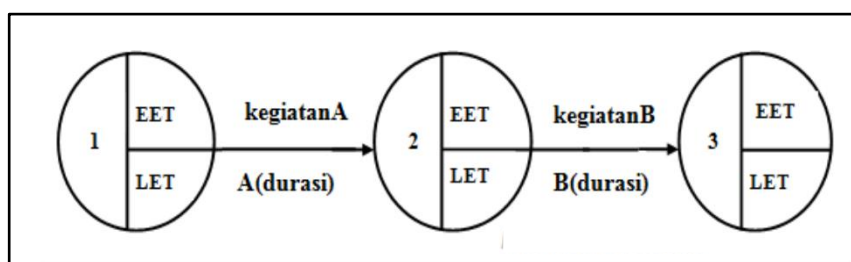 EET kegiatanA EET kegiatanB EET
1 2 3
LET A(durasi) LET B(durasi) LET